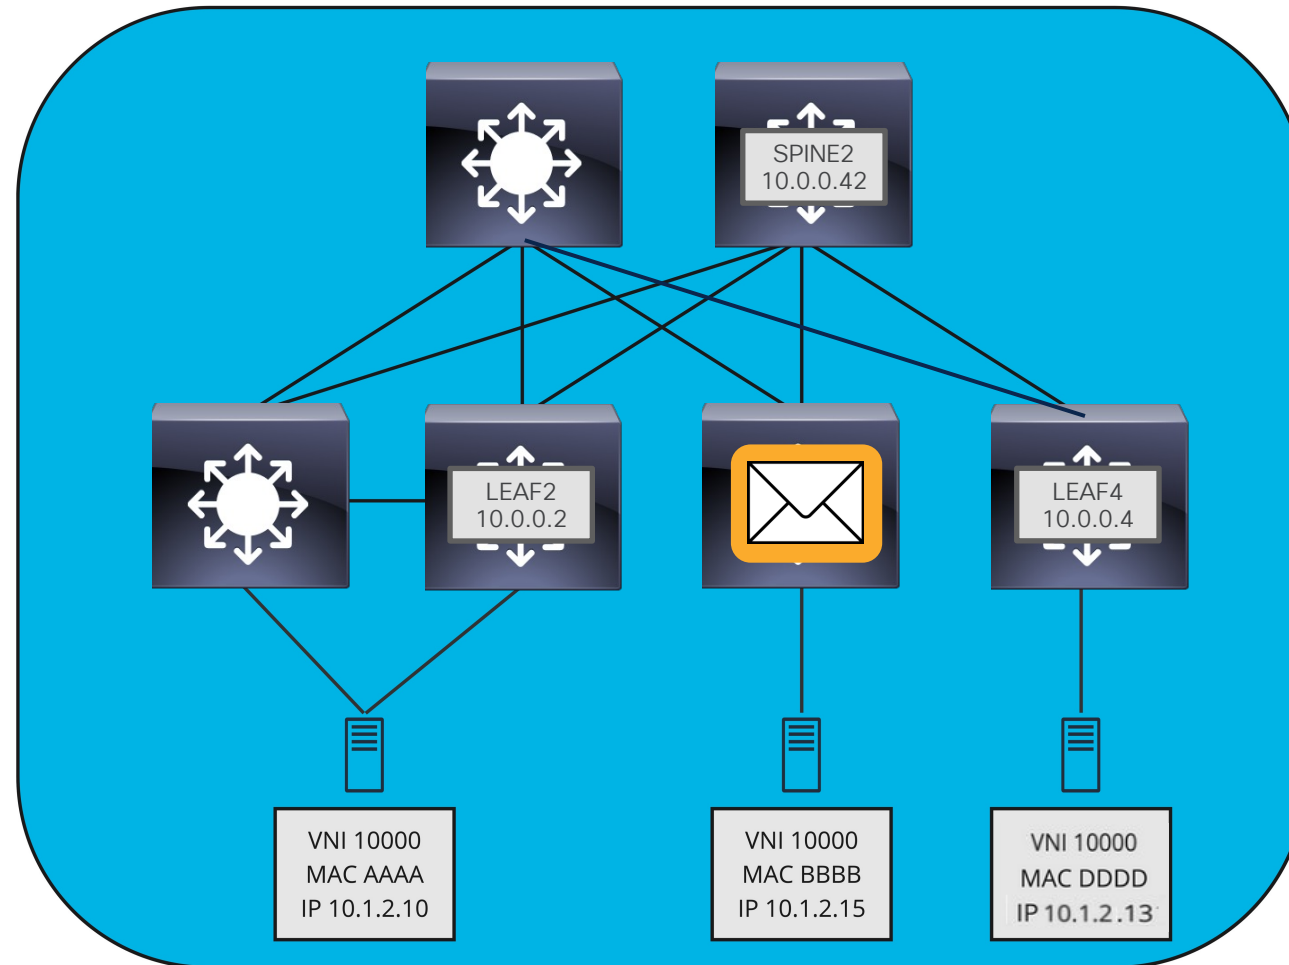 SPINE2
10.0.0.42
LEAF2
10.0.0.2
LEAF4
10.0.0.4
VNI 10000
MAC AAAA
IP 10.1.2.10
VNI 10000
MAC BBBB
IP 10.1.2.15
VNI 10000
MAC DDDD
IP 10.1.2.13